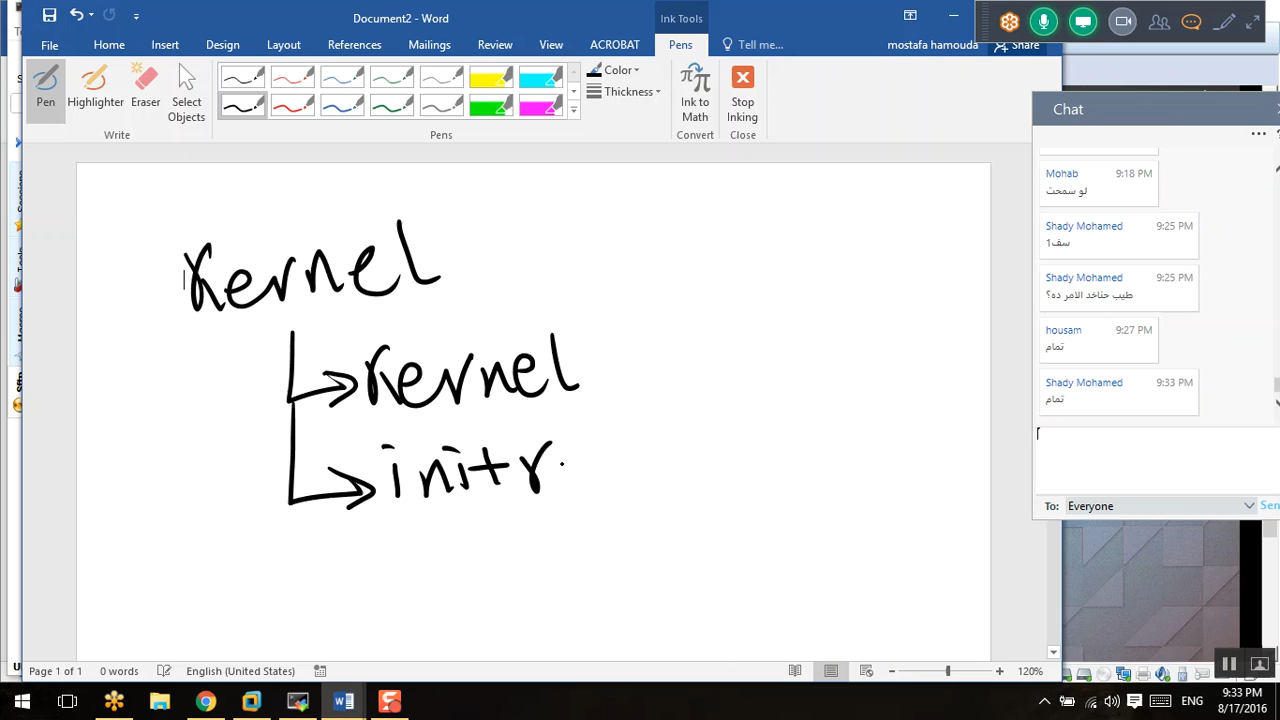 Document2 - Word
Ink Tools
File
Home
Insert
Design
Layout
References
Mailings
Review
View
ACROBAT
Pens
Tell me...
mostafa hamouda
Share
Pen
Highlighter
Eraser
Select Objects
Color
Thickness
Ink to Math
Stop Inking
Write
Pens
Convert
Close
Kernel
Kernel
initr
Chat
Mohab 9:18 PM
لو سمحت
Shady Mohamed 9:25 PM
سف1
Shady Mohamed 9:25 PM
طيب حناخد الامر ده؟
housam 9:27 PM
تمام
Shady Mohamed 9:33 PM
تمام
To: Everyone
Sen
Page 1 of 1
0 words
English (United States)
120%
ENG
9:33 PM
8/17/2016